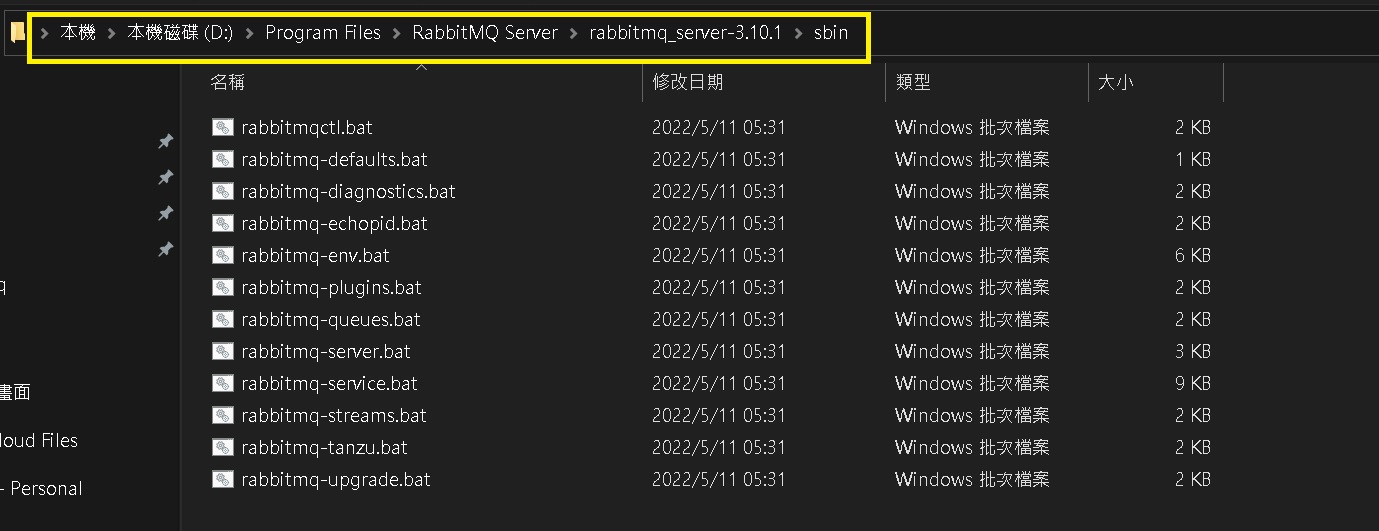 本機 > 本機磁碟 (D:) > Program Files > RabbitMQ Server > rabbitmq_server-3.10.1 > sbin
名稱 修改日期 類型 大小
rabbitmqctl.bat 2022/5/11 05:31 Windows 批次檔案 2 KB
rabbitmq-defaults.bat 2022/5/11 05:31 Windows 批次檔案 1 KB
rabbitmq-diagnostics.bat 2022/5/11 05:31 Windows 批次檔案 2 KB
rabbitmq-echopid.bat 2022/5/11 05:31 Windows 批次檔案 2 KB
rabbitmq-env.bat 2022/5/11 05:31 Windows 批次檔案 6 KB
q
rabbitmq-plugins.bat 2022/5/11 05:31 Windows 批次檔案 2 KB
rabbitmq-queues.bat 2022/5/11 05:31 Windows 批次檔案 2 KB
rabbitmq-server.bat 2022/5/11 05:31 Windows 批次檔案 3 KB
rabbitmq-service.bat 2022/5/11 05:31 Windows 批次檔案 9 KB
畫面
rabbitmq-streams.bat 2022/5/11 05:31 Windows 批次檔案 2 KB
loud Files
rabbitmq-tanzu.bat 2022/5/11 05:31 Windows 批次檔案 2 KB
rabbitmq-upgrade.bat 2022/5/11 05:31 Windows 批次檔案 2 KB
- Personal